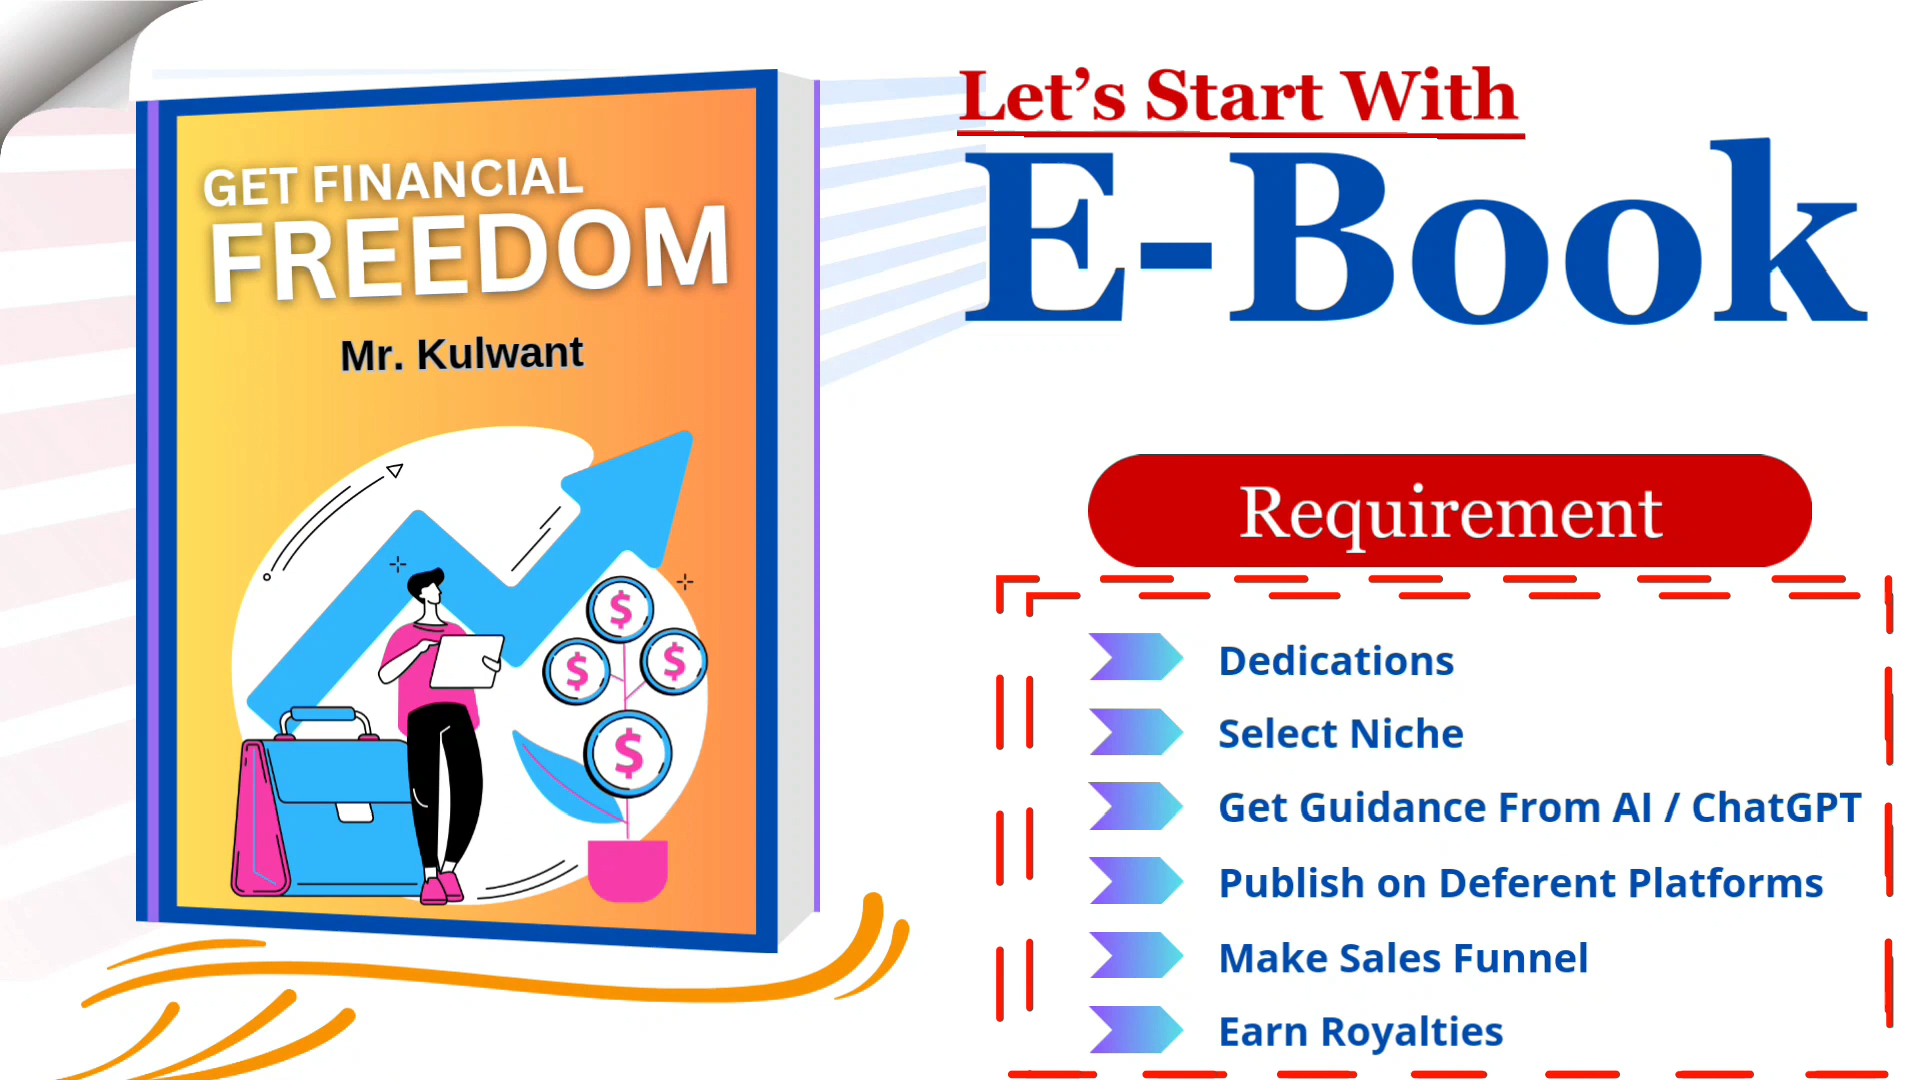 GET FINANCIAL
FREEDOM
Mr. Kulwant
$
$
$
$
Let's Start With
E-Book
Requirement
Dedications
Select Niche
Get Guidance From AI / ChatGPT
Publish on Deferent Platforms
Make Sales Funnel
Earn Royalties